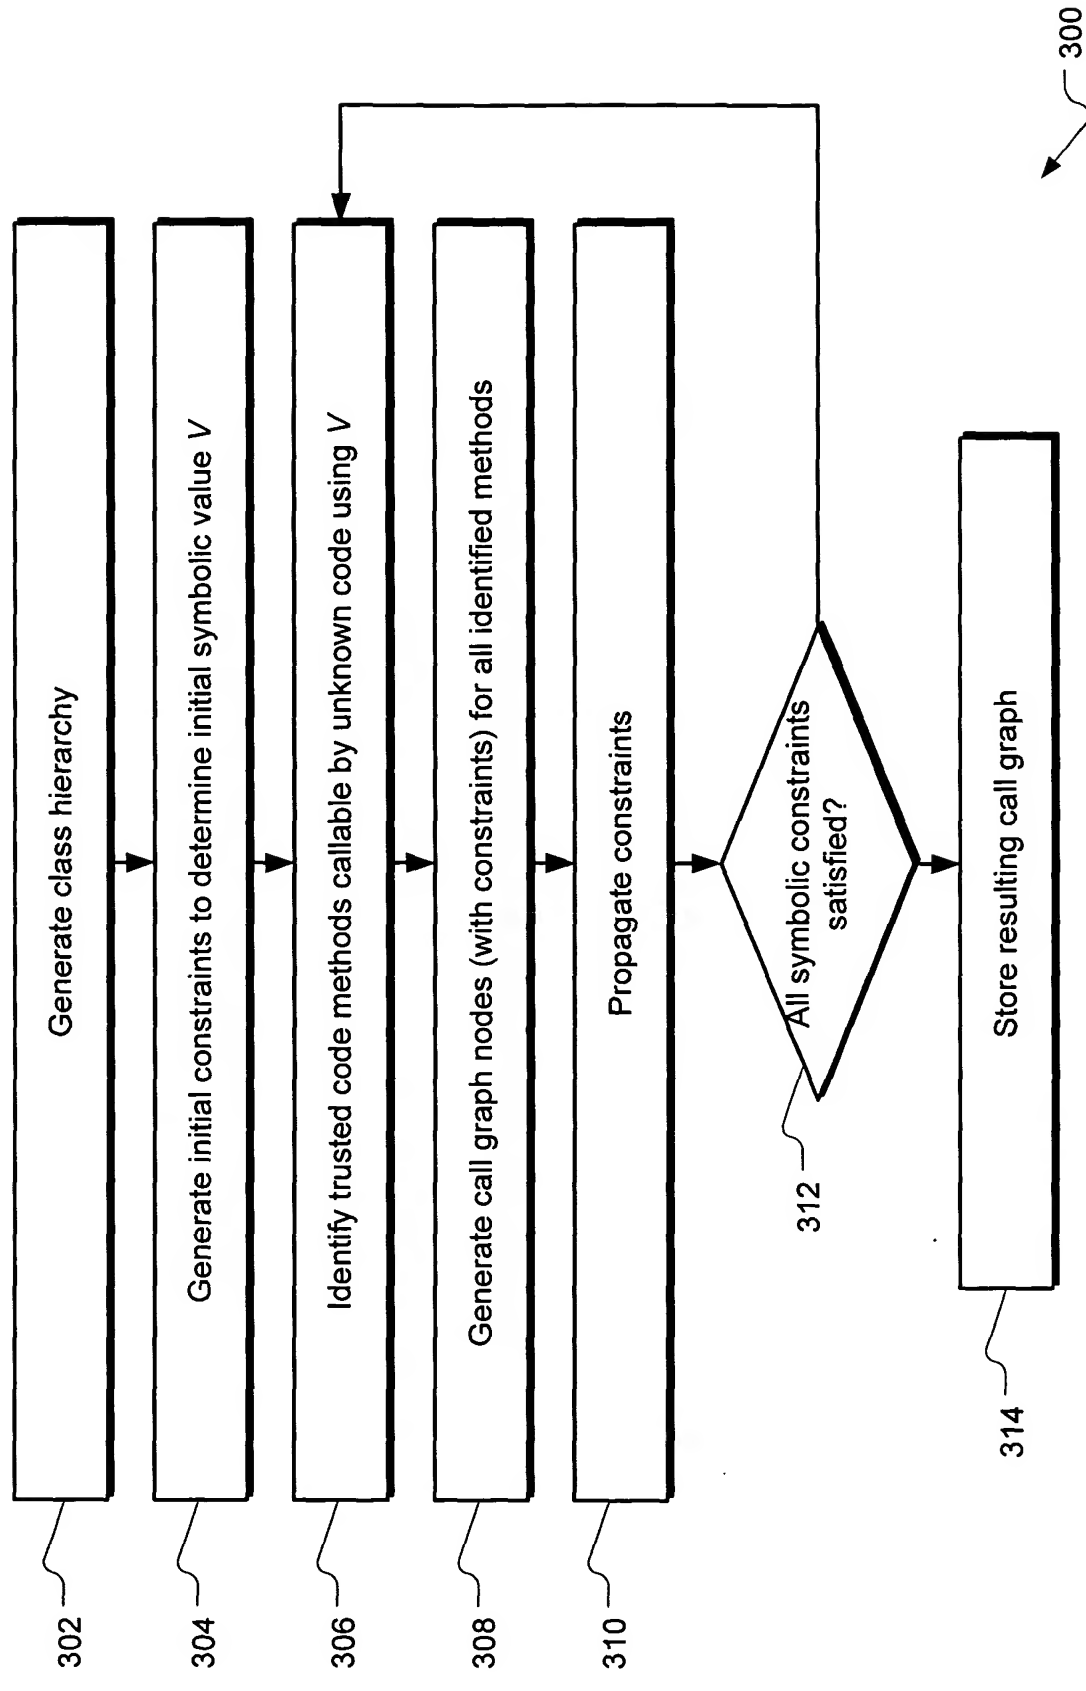 302
Generate class hierarchy
304
Generate initial constraints to determine initial symbolic value V
306
Identify trusted code methods callable by unknown code using V
308
Generate call graph nodes (with constraints) for all identified methods
310
Propagate constraints
312
All symbolic constraints
satisfied?
314
Store resulting call graph
300